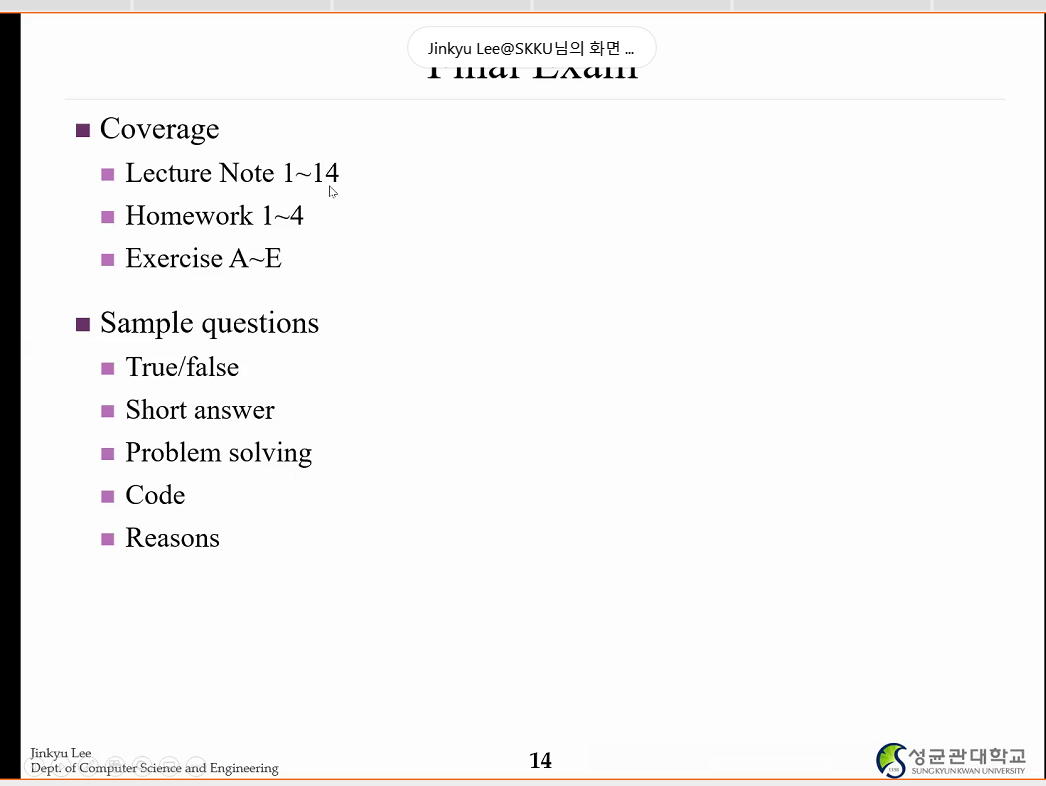 Jinkyu Lee@SKKU님의 화면 ...
Final Exam
Coverage
Lecture Note 1~14
Homework 1~4
Exercise A~E
Sample questions
True/false
Short answer
Problem solving
Code
Reasons
Jinkyu Lee
Dept. of Computer Science and Engineering
14
성균관대학교
SUNGKYUNKWAN UNIVERSITY